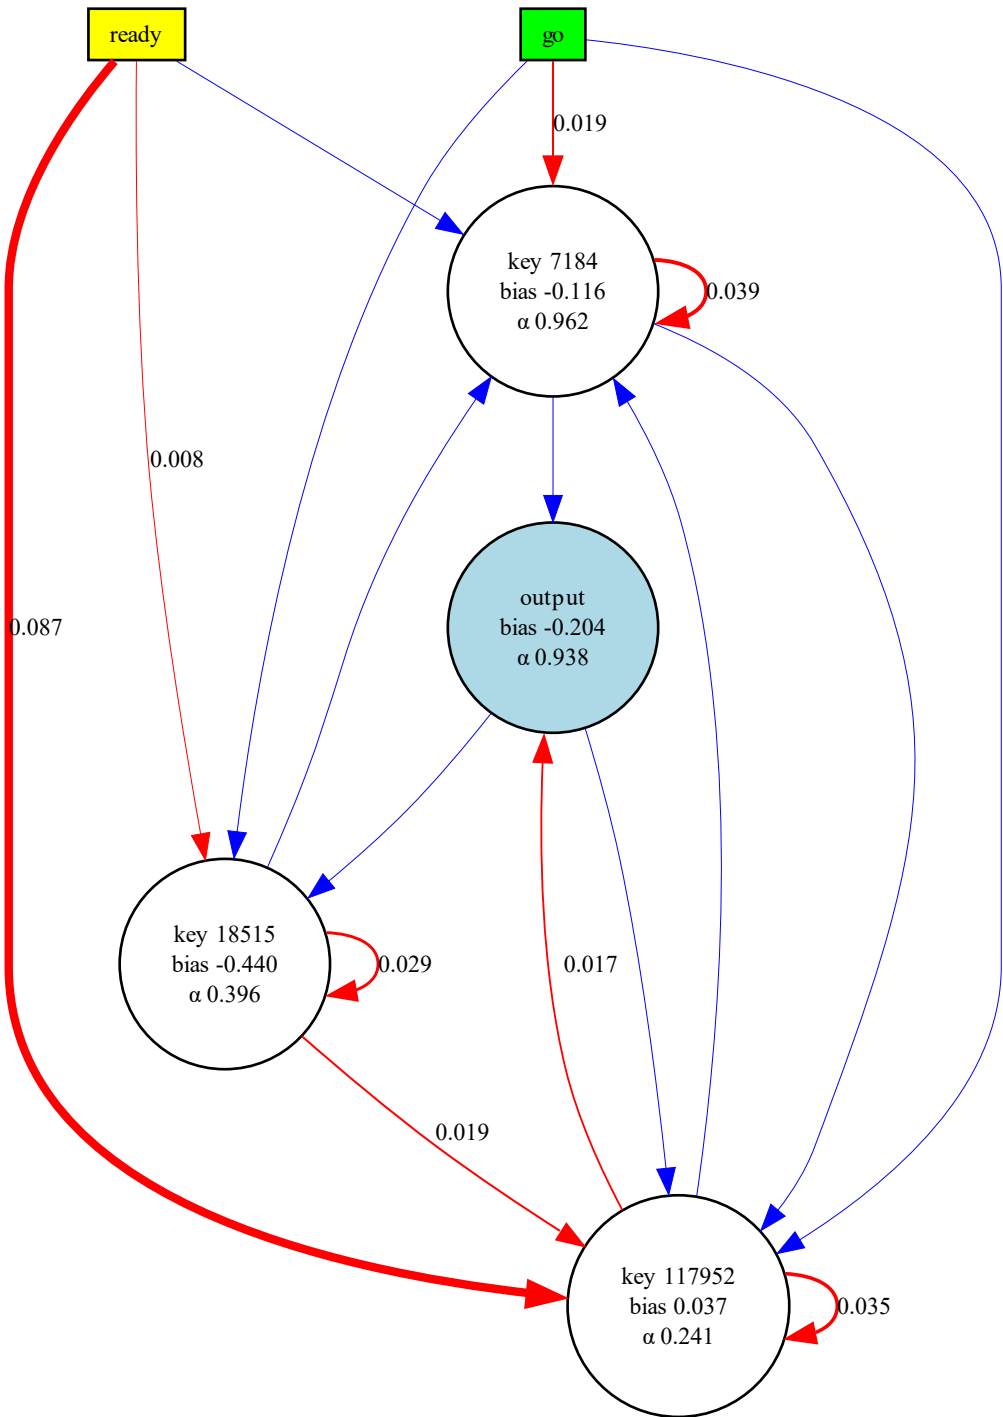 ready
go
0.019
key 7184
bias -0.116
α 0.962
0.039
0.008
output
bias -0.204
α 0.938
0.087
key 18515
bias -0.440
α 0.396
0.029
0.017
0.019
key 117952
bias 0.037
α 0.241
0.035